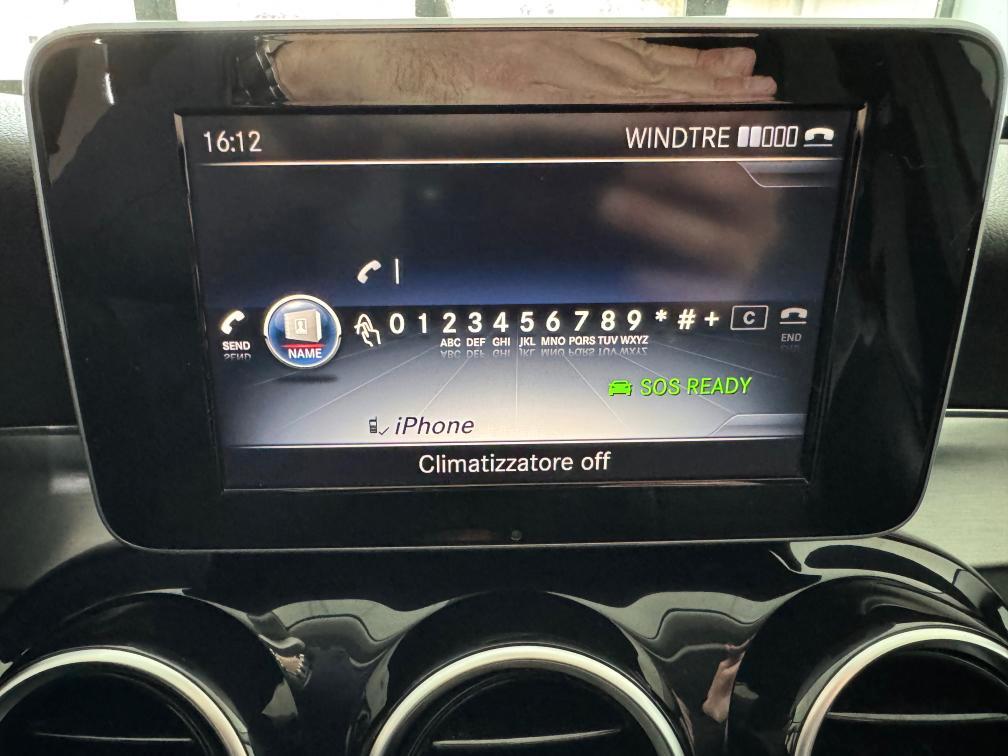 16:12 WINDTRE
0 1 2 3 4 5 6 7 8 9 * # + C
ABC DEF GHI JKL MNO PQRS TUV WXYZ
SEND NAME END
SOS READY
iPhone
Climatizzatore off